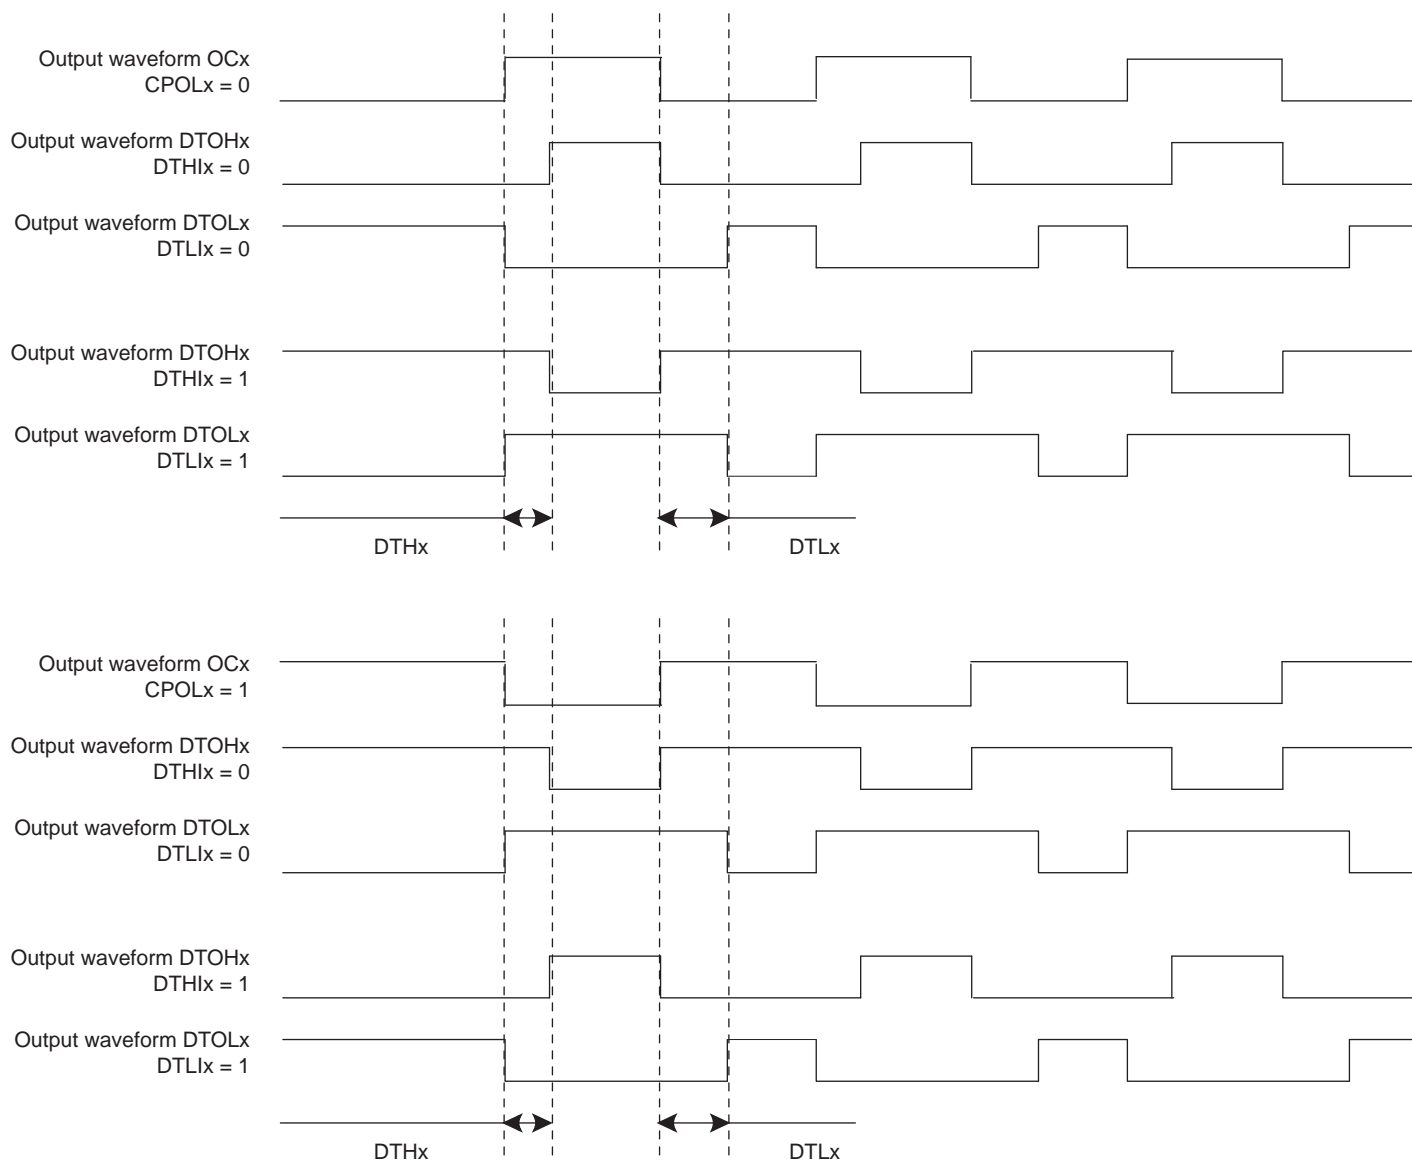 Output waveform OCx
CPOLx = 0
Output waveform DTOHx
DTHIx = 0
Output waveform DTOLx
DTLIx = 0
Output waveform DTOHx
DTHIx = 1
Output waveform DTOLx
DTLIx = 1
DTHx
DTLx
Output waveform OCx
CPOLx = 1
Output waveform DTOHx
DTHIx = 0
Output waveform DTOLx
DTLIx = 0
Output waveform DTOHx
DTHIx = 1
Output waveform DTOLx
DTLIx = 1
DTHx
DTLx